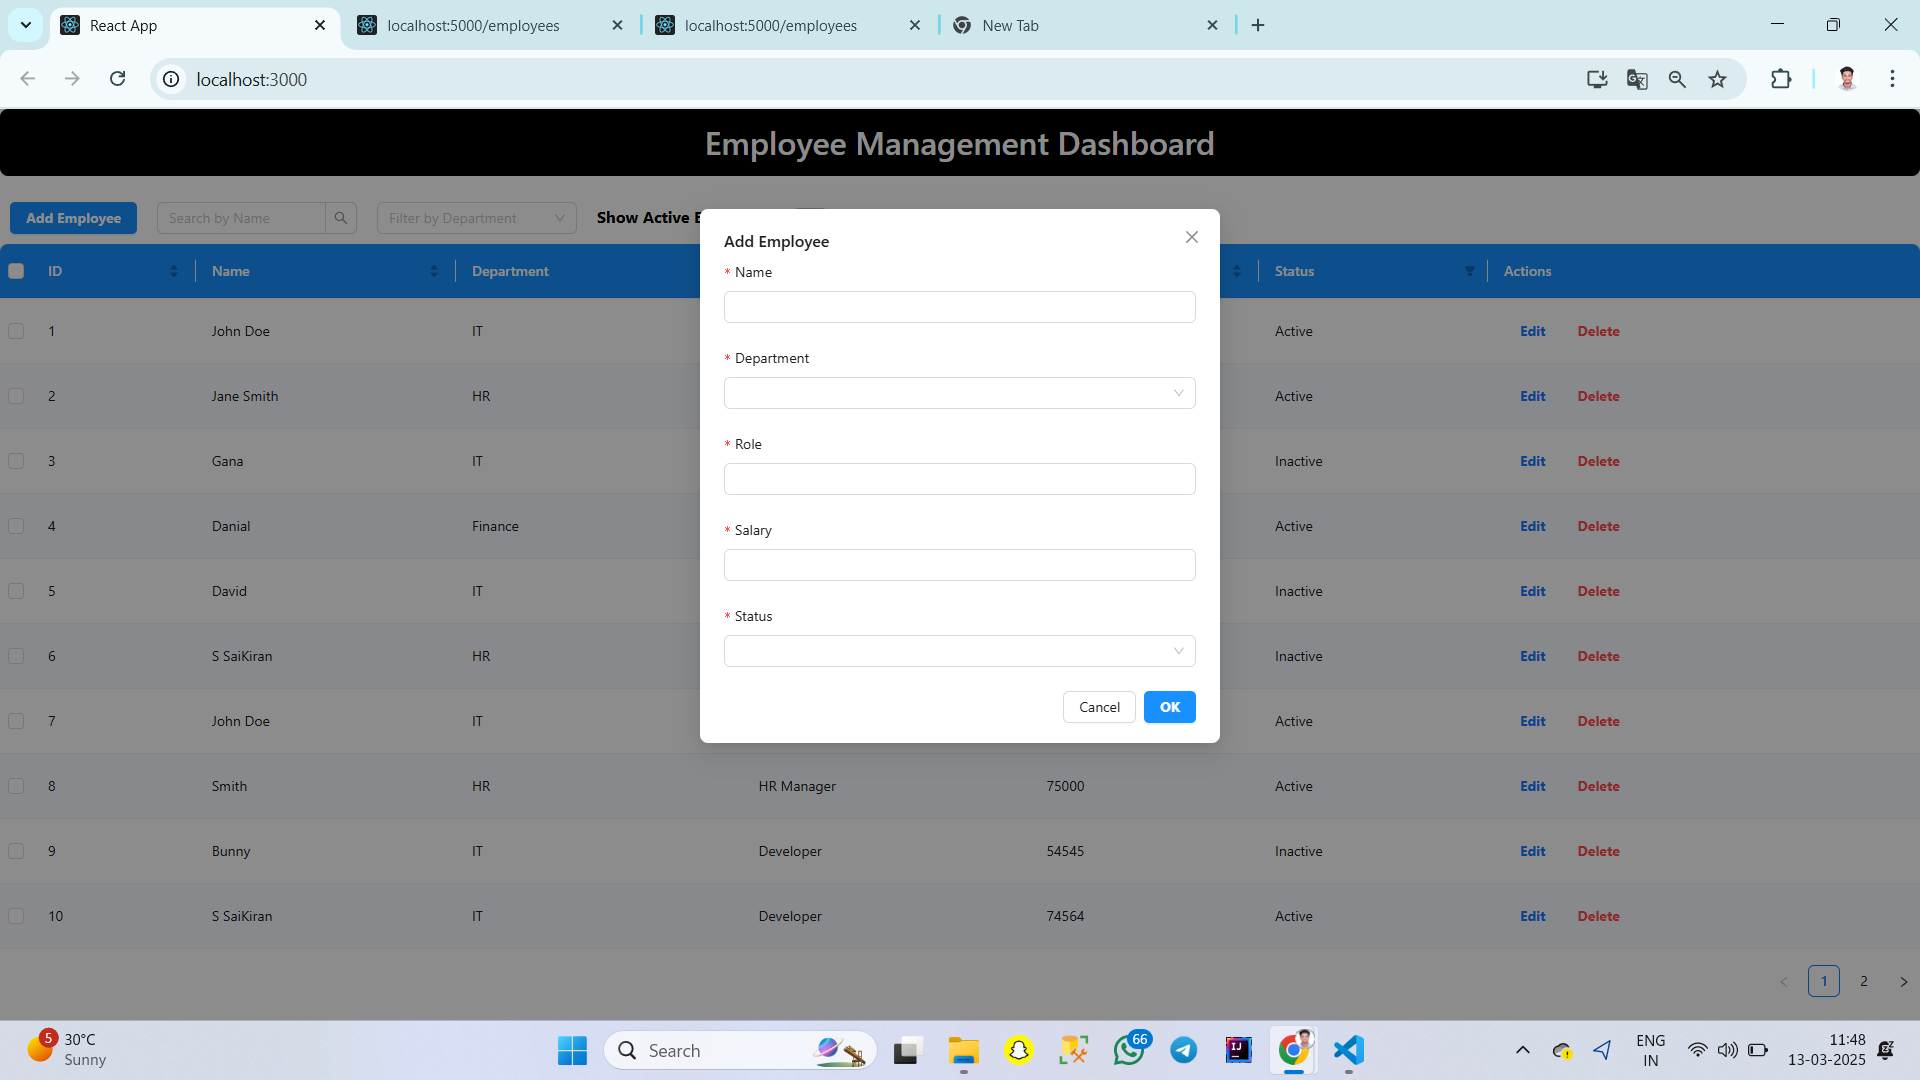 React App
localhost:5000/employees
localhost:5000/employees
New Tab
localhost:3000
Employee Management Dashboard
Add Employee
Search by Name
Filter by Department
Show Active E
ID Name Department Status Actions
1 John Doe IT Active Edit Delete
2 Jane Smith HR Active Edit Delete
3 Gana IT Inactive Edit Delete
4 Danial Finance Active Edit Delete
5 David IT Inactive Edit Delete
6 S SaiKiran HR Inactive Edit Delete
7 John Doe IT Active Edit Delete
8 Smith HR HR Manager 75000 Active Edit Delete
9 Bunny IT Developer 54545 Inactive Edit Delete
10 S SaiKiran IT Developer 74564 Active Edit Delete
1 2
Add Employee
* Name
* Department
* Role
* Salary
* Status
Cancel OK
5
30°C
Sunny
Search
66
IJ
ENG
IN
11:48
13-03-2025